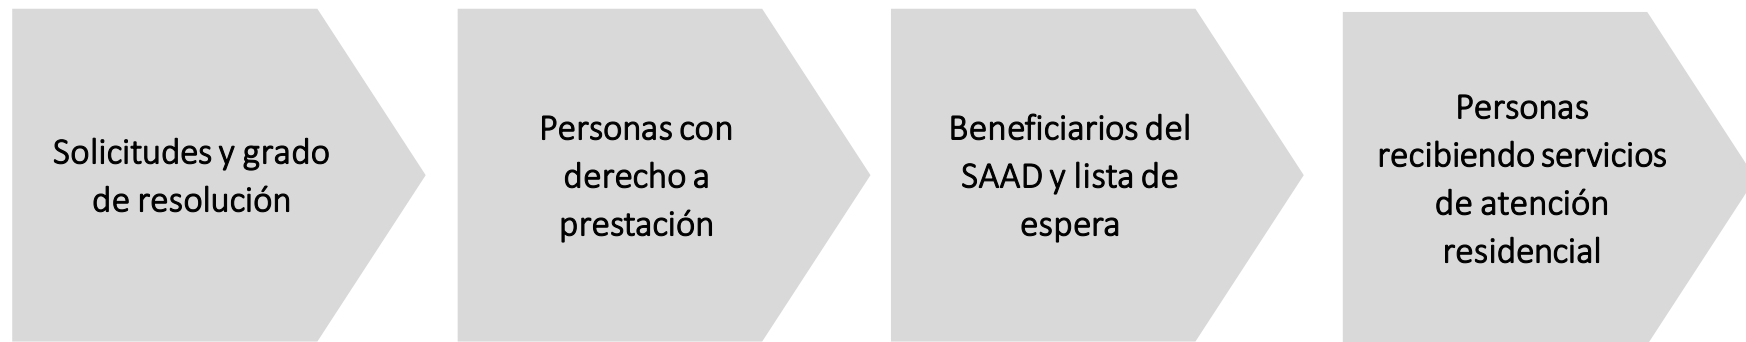 Solicitudes y grado
de resolución
Personas con
derecho a
prestación
Beneficiarios del
SAAD y lista de
espera
Personas
recibiendo servicios
de atención
residencial